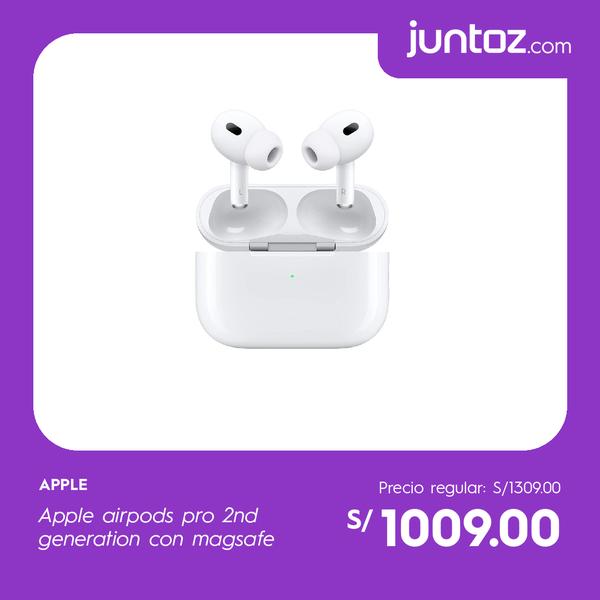 juntoz.com
L
R
APPLE
Apple airpods pro 2nd
generation con magsafe
Precio regular: S/1309.00
S/ 1009.00